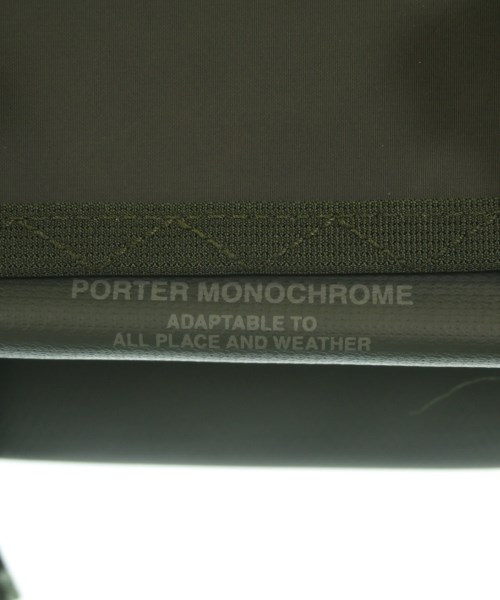 PORTER MONOCHROME
ADAPTABLE TO
ALL PLACE AND WEATHER